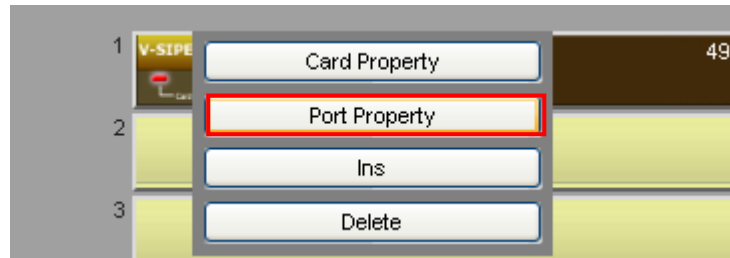 1 V-SIPE 49
Card Property
Port Property
2
Ins
3
Delete